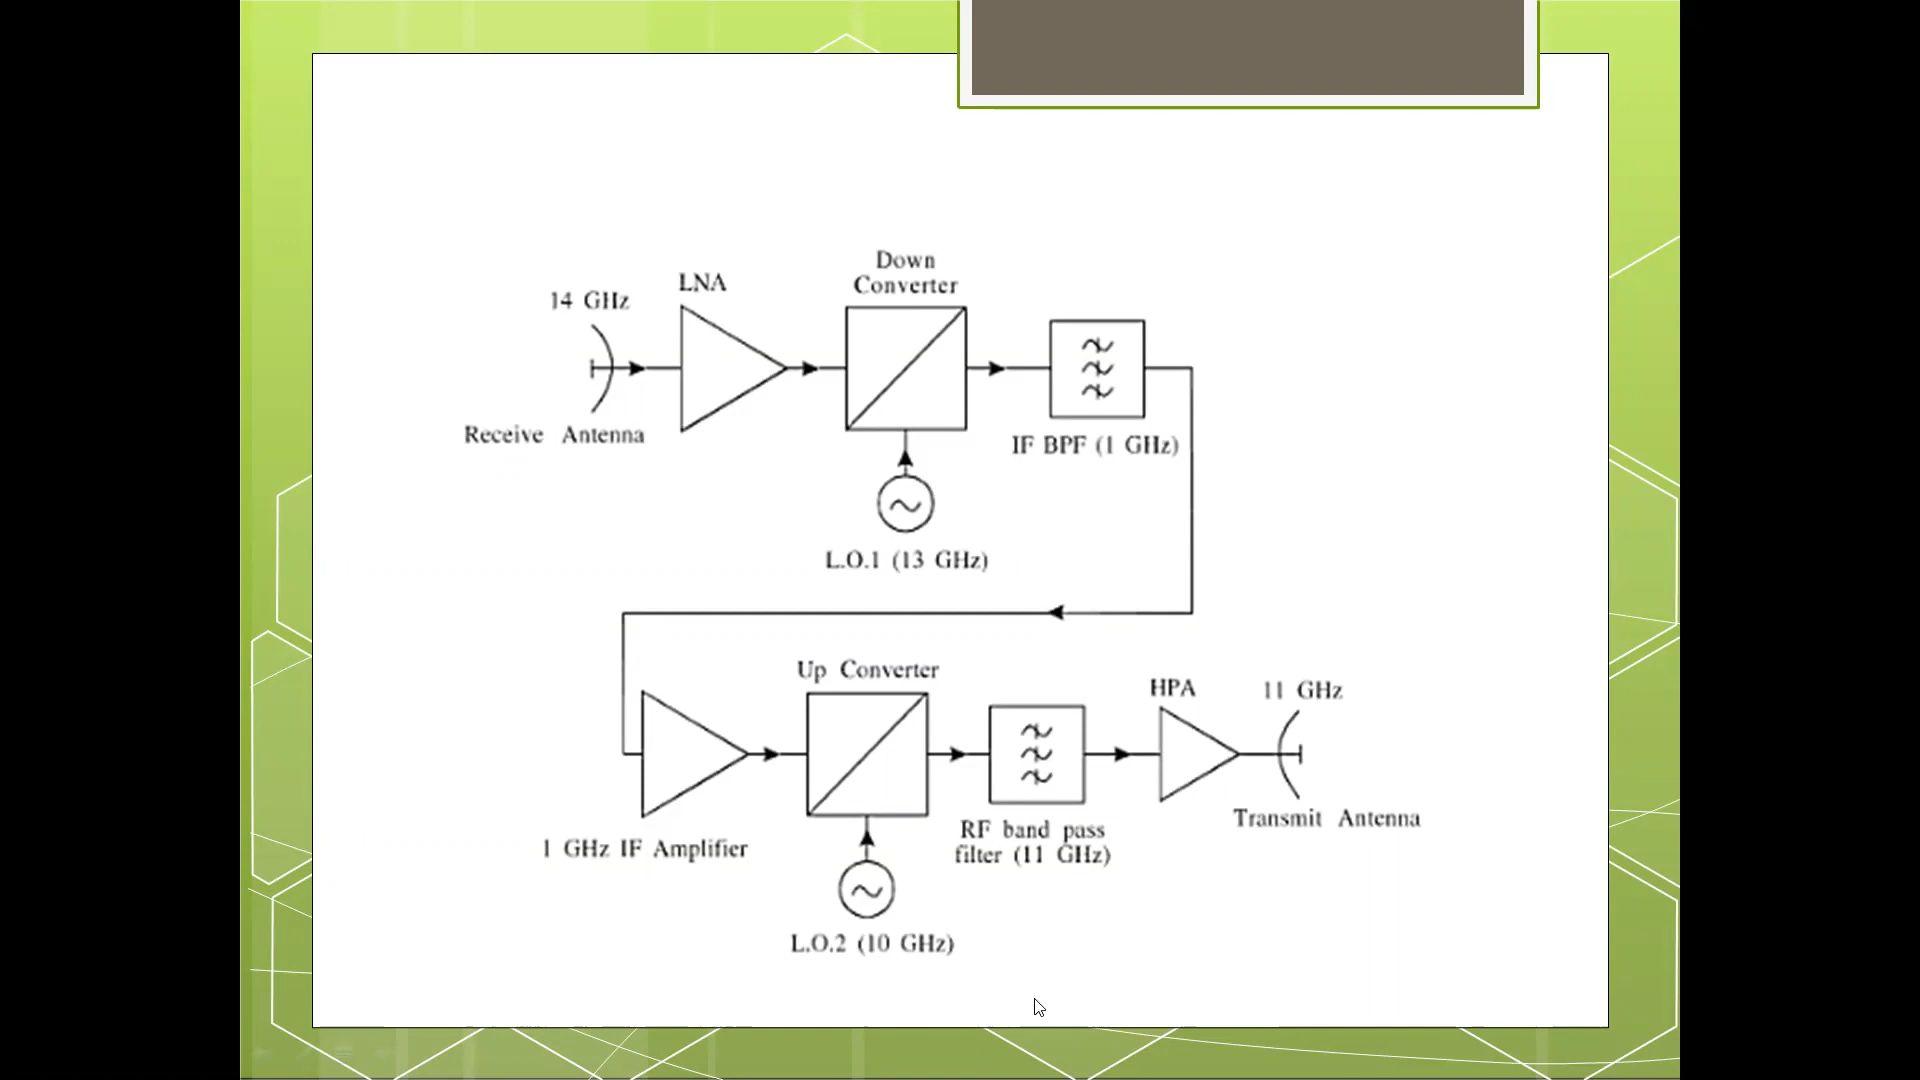 Down
Converter
LNA
14 GHz
Receive Antenna
IF BPF (1 GHz)
L.O.1 (13 GHz)
Up Converter
HPA
11 GHz
Transmit Antenna
RF band pass
filter (11 GHz)
1 GHz IF Amplifier
L.O.2 (10 GHz)